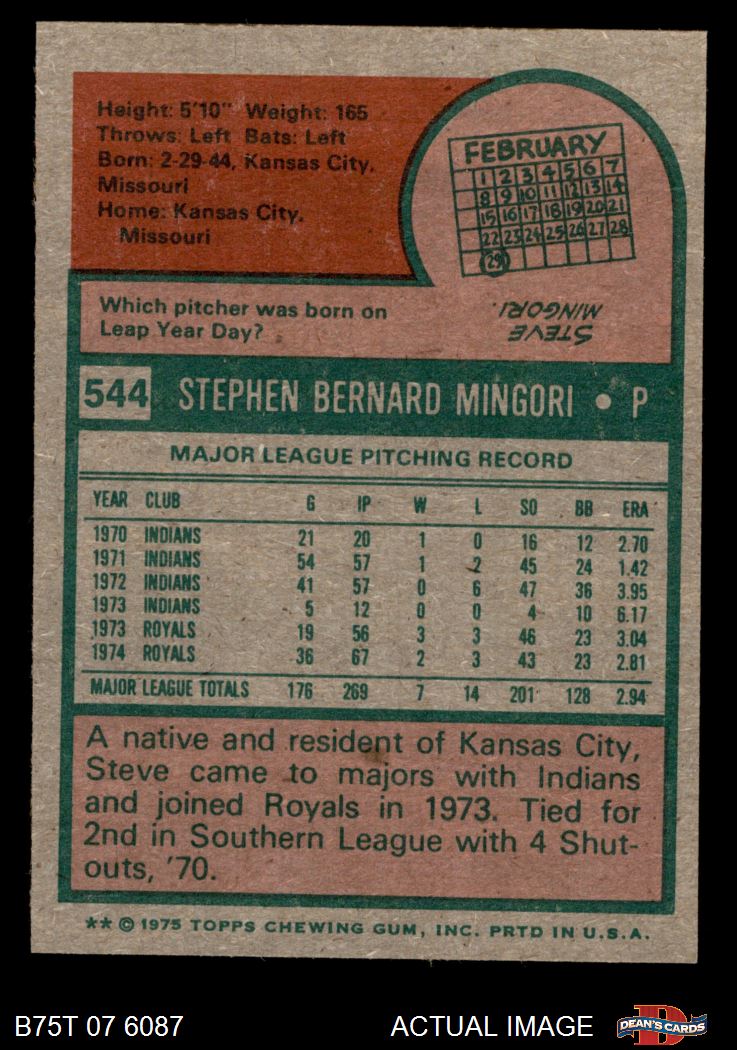 Height: 5'10" Weight: 165
Throws: Left Bats: Left
Born: 2-29-44, Kansas City,
Missouri
Home: Kansas City,
Missouri
FEBRUARY
1 2 3 4 5 6 7
8 9 10 11 12 13 14
15 16 17 18 19 20 21
22 23 24 25 26 27 28
29
Which pitcher was born on
Leap Year Day?
STEVE
MINGORI.
544 STEPHEN BERNARD MINGORI • P
MAJOR LEAGUE PITCHING RECORD
YEAR CLUB G IP W L SO BB ERA
1970 INDIANS 21 20 1 0 16 12 2.70
1971 INDIANS 54 57 1 2 45 24 1.42
1972 INDIANS 41 57 0 6 47 36 3.95
1973 INDIANS 5 12 0 0 4 10 6.17
1973 ROYALS 19 56 3 3 46 23 3.04
1974 ROYALS 36 67 2 3 43 23 2.81
MAJOR LEAGUE TOTALS 176 269 7 14 201 128 2.94
A native and resident of Kansas City,
Steve came to majors with Indians
and joined Royals in 1973. Tied for
2nd in Southern League with 4 Shut-
outs, '70.
** © 1975 TOPPS CHEWING GUM, INC. PRTD IN U.S.A.
B75T 07 6087 ACTUAL IMAGE D DEAN'S CARDS